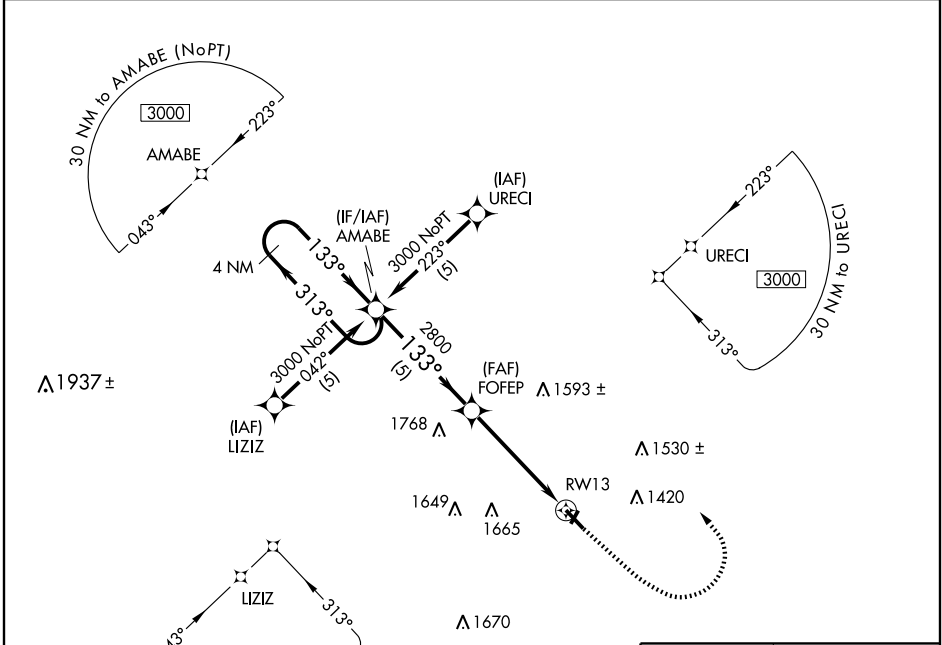 30 NM to AMABE (NoPT)
3000
223°
AMABE
043°
(IAF)
URECI
(IF/IAF)
AMABE
3000 NoPT
223°
(5)
4 NM
133°
313°
223°
URECI
3000
30 NM to URECI
313°
3000 NoPT
042°
(5)
2800
133°
(5)
1937 ±
(IAF)
LIZIZ
(FAF)
FOFEP
1593 ±
1768
1530 ±
RW13
1420
1649
1665
LIZIZ
313°
1670